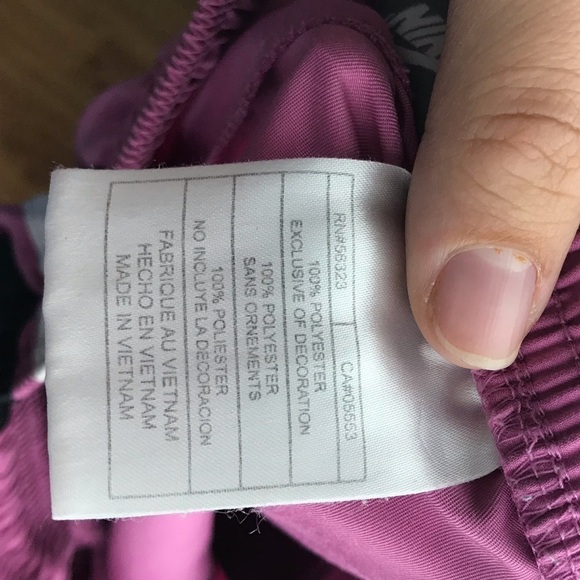 NIKE
RN#56323 CA#05553
100% POLYESTER
EXCLUSIVE OF DECORATION
100% POLYESTER
SANS ORNEMENTS
100% POLIESTER
NO INCLUYE LA DECORACION
FABRIQUE AU VIETNAM
HECHO EN VIETNAM
MADE IN VIETNAM